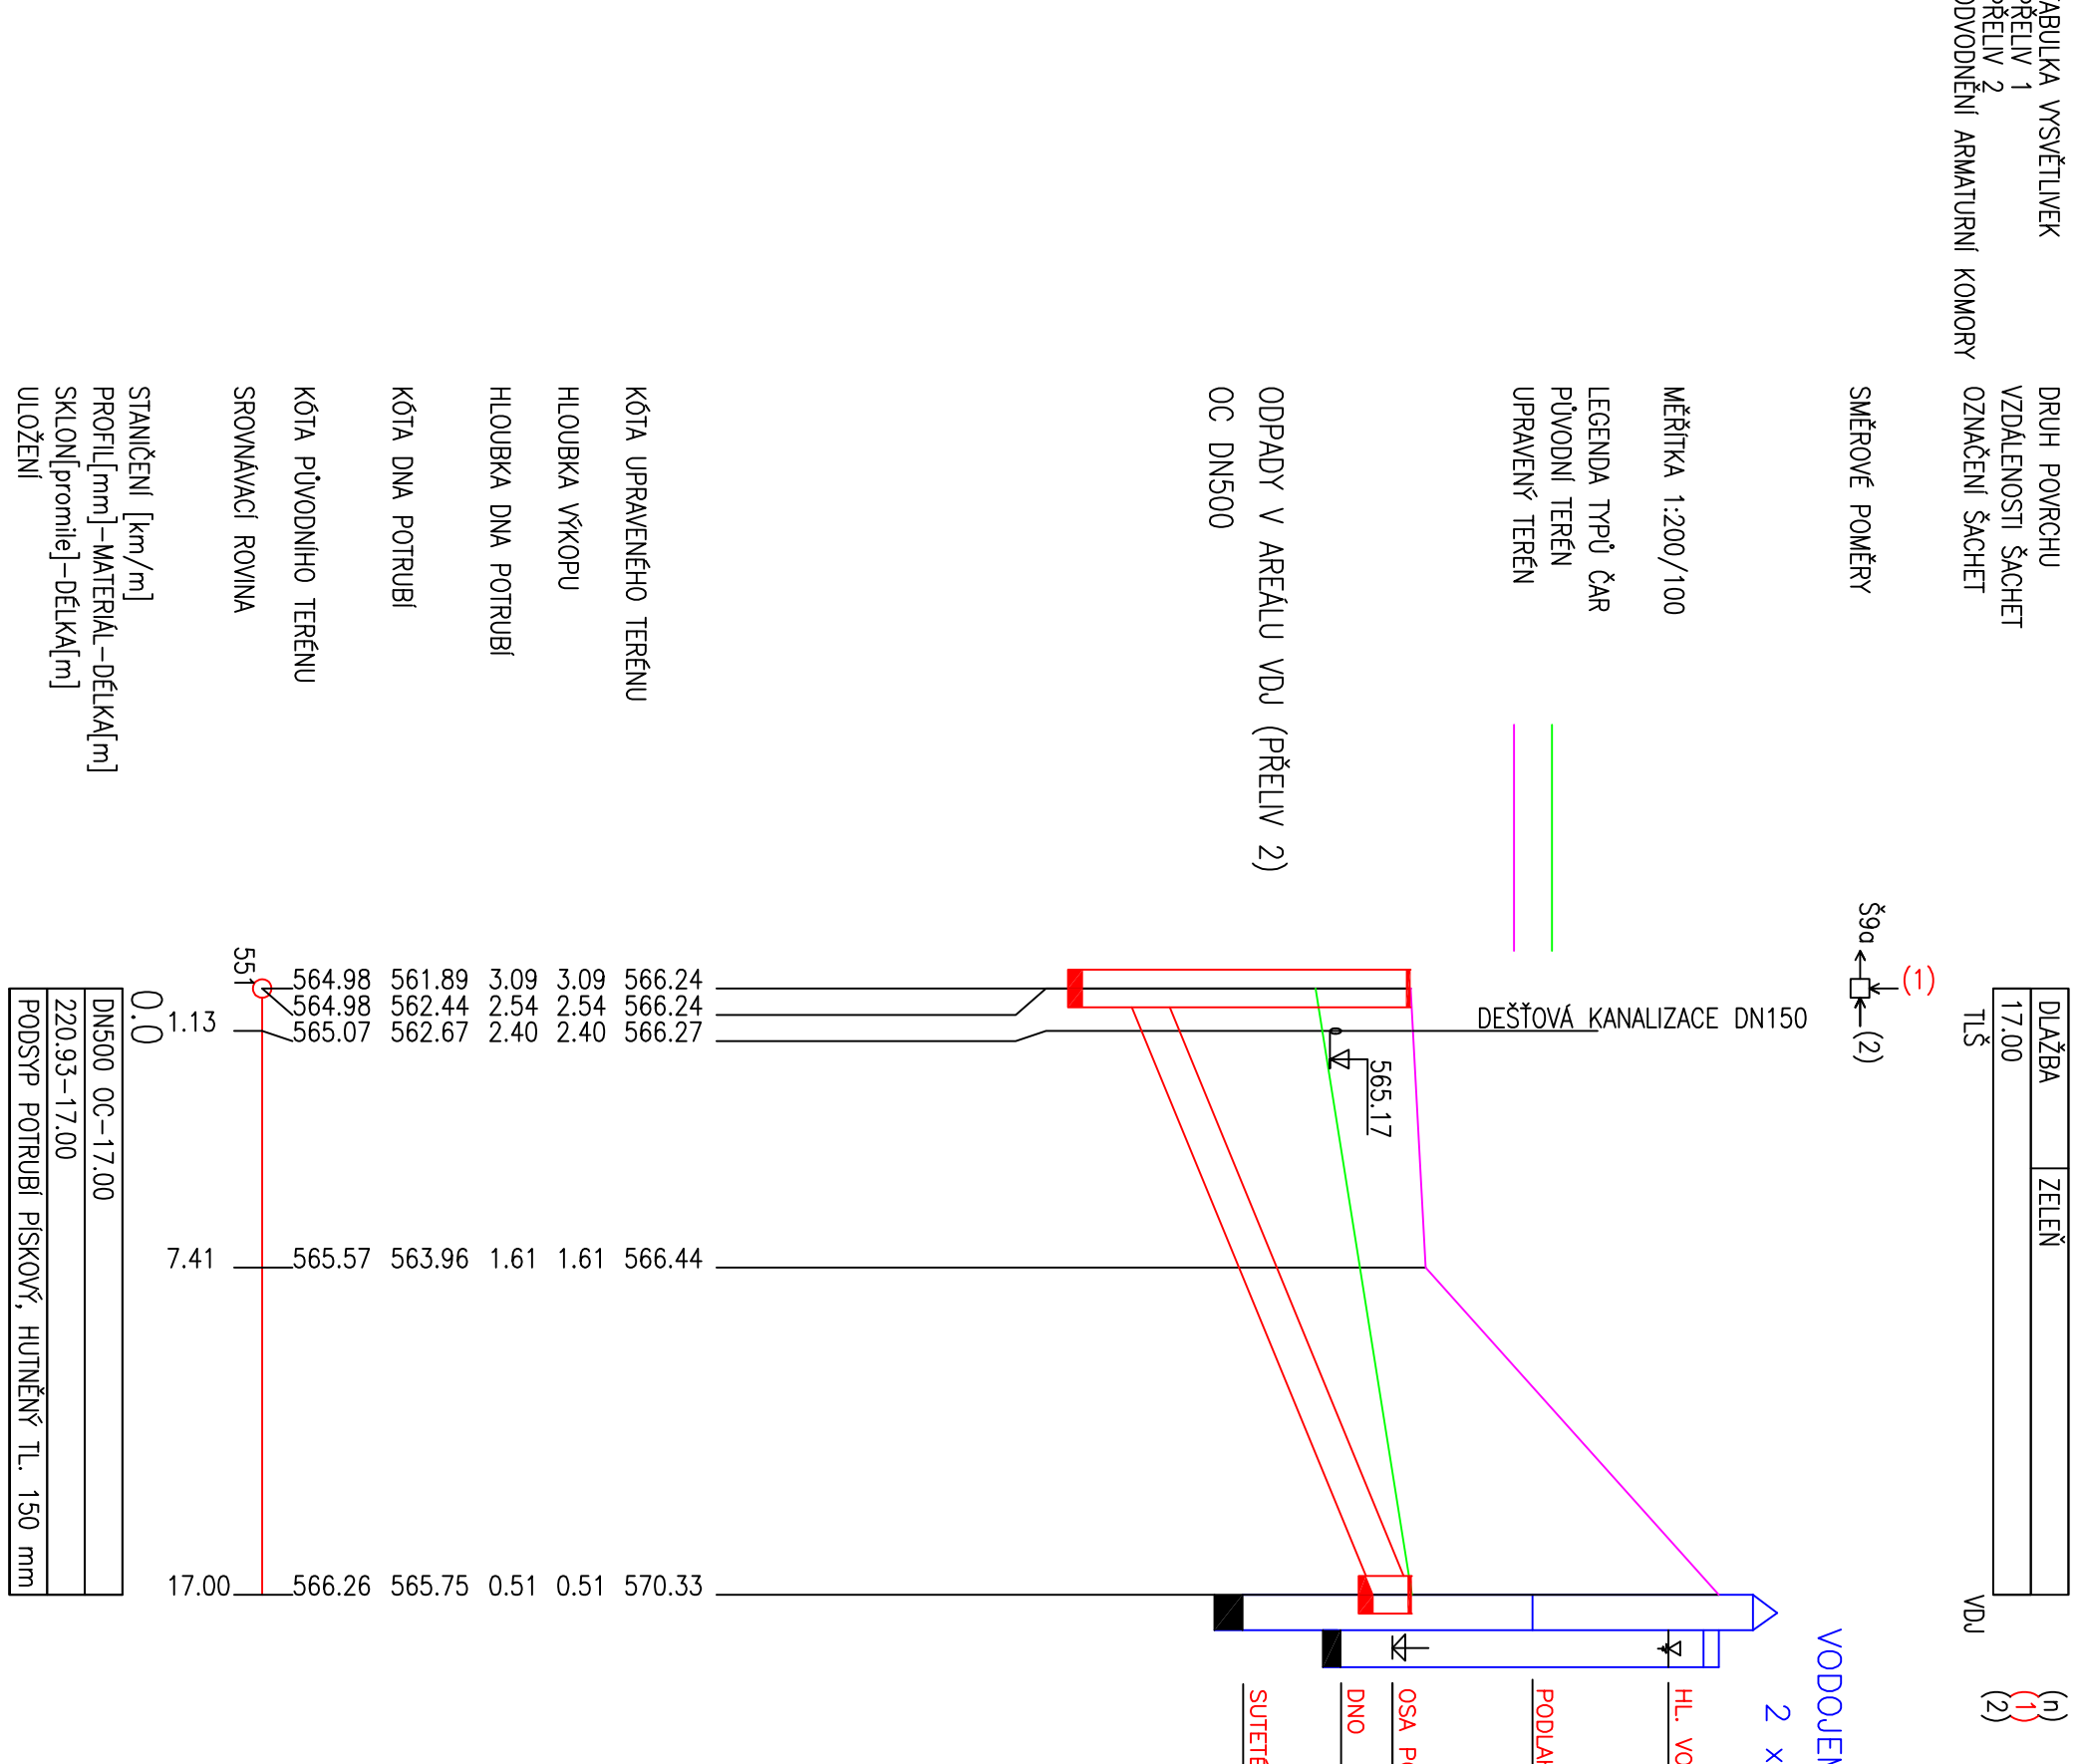 TABULKA VYSVĚTLIVEK
PŘELIV 1
PŘELIV 2
ODVODNĚNÍ ARMATURNÍ KOMORY
DRUH POVRCHU
VZDÁLENOSTI ŠACHET
OZNAČENÍ ŠACHET
DLAŽBA ZELEŇ
17.00
TLŠ VDJ
(n)
(1)
(2)
SMĚROVÉ POMĚRY
(1)
Š9a (2)
VODOJEM
2 x
MĚŘÍTKA 1:200/100
LEGENDA TYPŮ ČAR
PŮVODNÍ TERÉN
UPRAVENÝ TERÉN
DEŠŤOVÁ KANALIZACE DN150
565.17
HL.
PODLAH
OSA
DNO
ODPADY V AREÁLU VDJ (PŘELIV 2)
OC DN500
KÓTA UPRAVENÉHO TERÉNU 566.24 566.24 566.27 566.44 570.33
HLOUBKA VÝKOPU 3.09 2.54 2.40 1.61 0.51
HLOUBKA DNA POTRUBÍ 3.09 2.54 2.40 1.61 0.51
KÓTA DNA POTRUBÍ 561.89 562.44 562.67 563.96 565.75
KÓTA PŮVODNÍHO TERÉNU 564.98 564.98 565.07 565.57 566.26
SROVNÁVACÍ ROVINA
1.13 7.41 17.00
STANIČENÍ [km/m] 0.0
PROFIL[mm]-MATERIÁL-DÉLKA[m] DN500 OC-17.00
SKLON[promile]-DÉLKA[m] 220.93-17.00
ULOŽENÍ PODSYP POTRUBÍ PÍSKOVÝ, HUTNĚNÝ TL. 150 mm